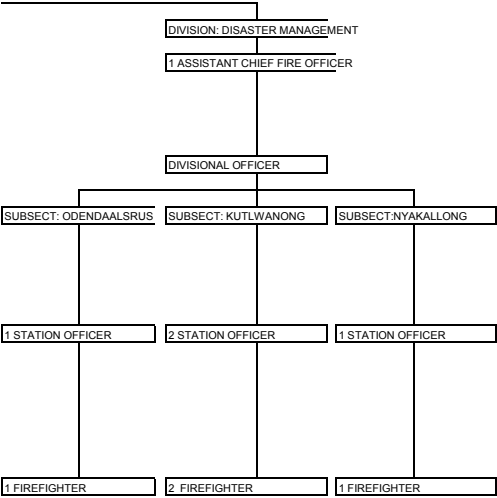 DIVISION: DISASTER MANAGEMENT
1 ASSISTANT CHIEF FIRE OFFICER
DIVISIONAL OFFICER
SUBSECT: ODENDAALSRUS
SUBSECT: KUTLWANONG
SUBSECT:NYAKALLONG
1 STATION OFFICER
2 STATION OFFICER
1 STATION OFFICER
1 FIREFIGHTER
2 FIREFIGHTER
1 FIREFIGHTER